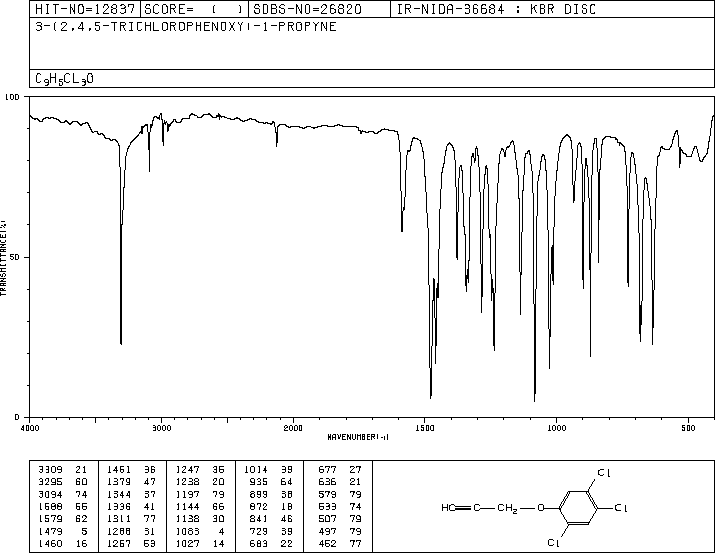 HIT-NO=12837 SCORE= ( ) SDBS-NO=26820 IR-NIDA-36684 : KBR DISC
3-(2,4,5-TRICHLOROPHENOXY)-1-PROPYNE
C9H5CL3O
100
50
0
TRANSMITTANCE(%)
4000 3000 2000 1500 1000 500
WAVENUMBER(-1)
3309 21 1461 36 1247 35 1014 39 677 27
3295 60 1379 47 1238 20 935 64 636 21
3094 74 1344 37 1197 79 899 38 579 79
1588 55 1336 41 1144 66 872 18 533 74
1579 62 1311 77 1138 30 841 46 507 79
1479 5 1288 31 1083 4 729 39 497 79
1460 16 1267 69 1027 14 683 22 462 77
Cl
HC CH2 O Cl
Cl